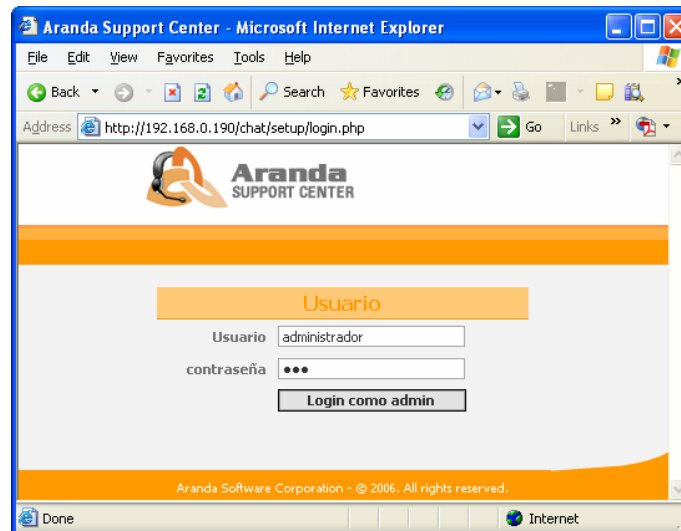 Aranda Support Center - Microsoft Internet Explorer
File Edit View Favorites Tools Help
Back Search Favorites
Address http://192.168.0.190/chat/setup/login.php Go Links »
Aranda
SUPPORT CENTER
Usuario
Usuario administrador
contraseña •••
Login como admin
Aranda Software Corporation - © 2006. All rights reserved.
Done Internet